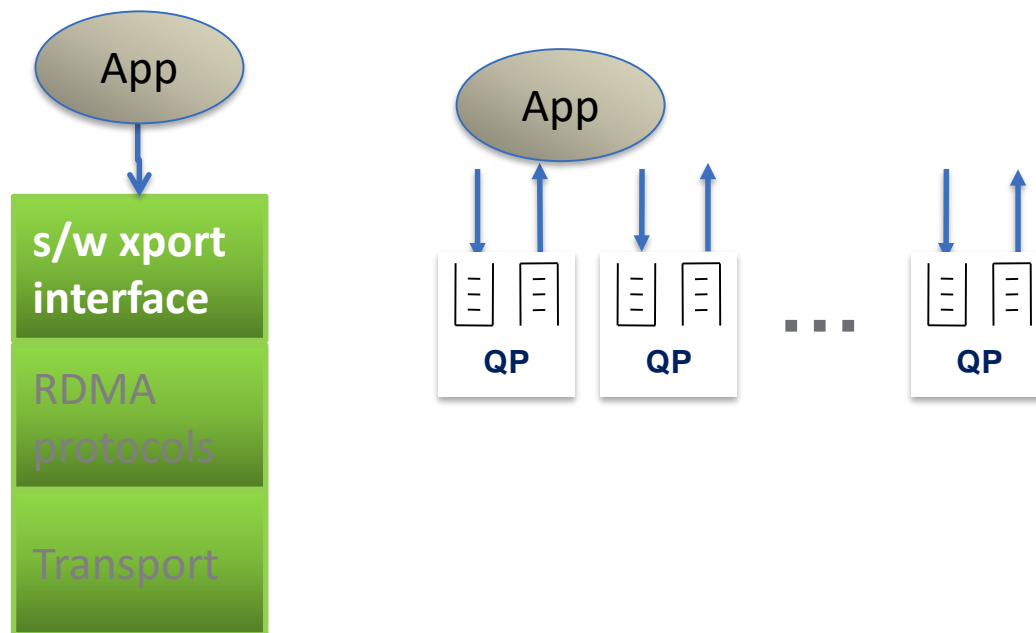 App
s/w xport
interface
RDMA
protocols
Transport
App
QP
QP
...
QP